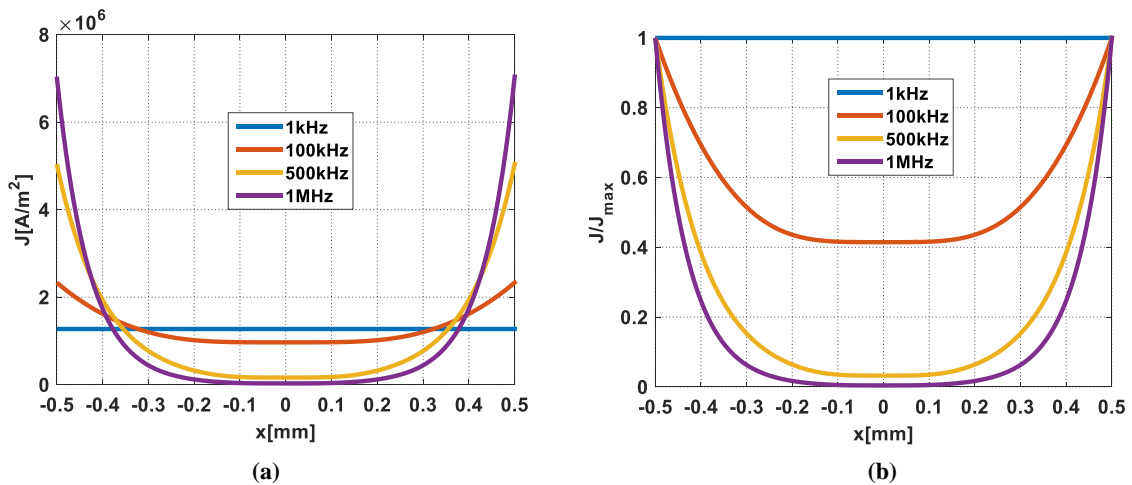 ×10⁶
8
6
4
2
0
J[A/m²]
1kHz
100kHz
500kHz
1MHz
-0.5 -0.4 -0.3 -0.2 -0.1 0 0.1 0.2 0.3 0.4 0.5
x[mm]
(a)
1
0.8
0.6
0.4
0.2
0
J/J_max
1kHz
100kHz
500kHz
1MHz
-0.5 -0.4 -0.3 -0.2 -0.1 0 0.1 0.2 0.3 0.4 0.5
x[mm]
(b)